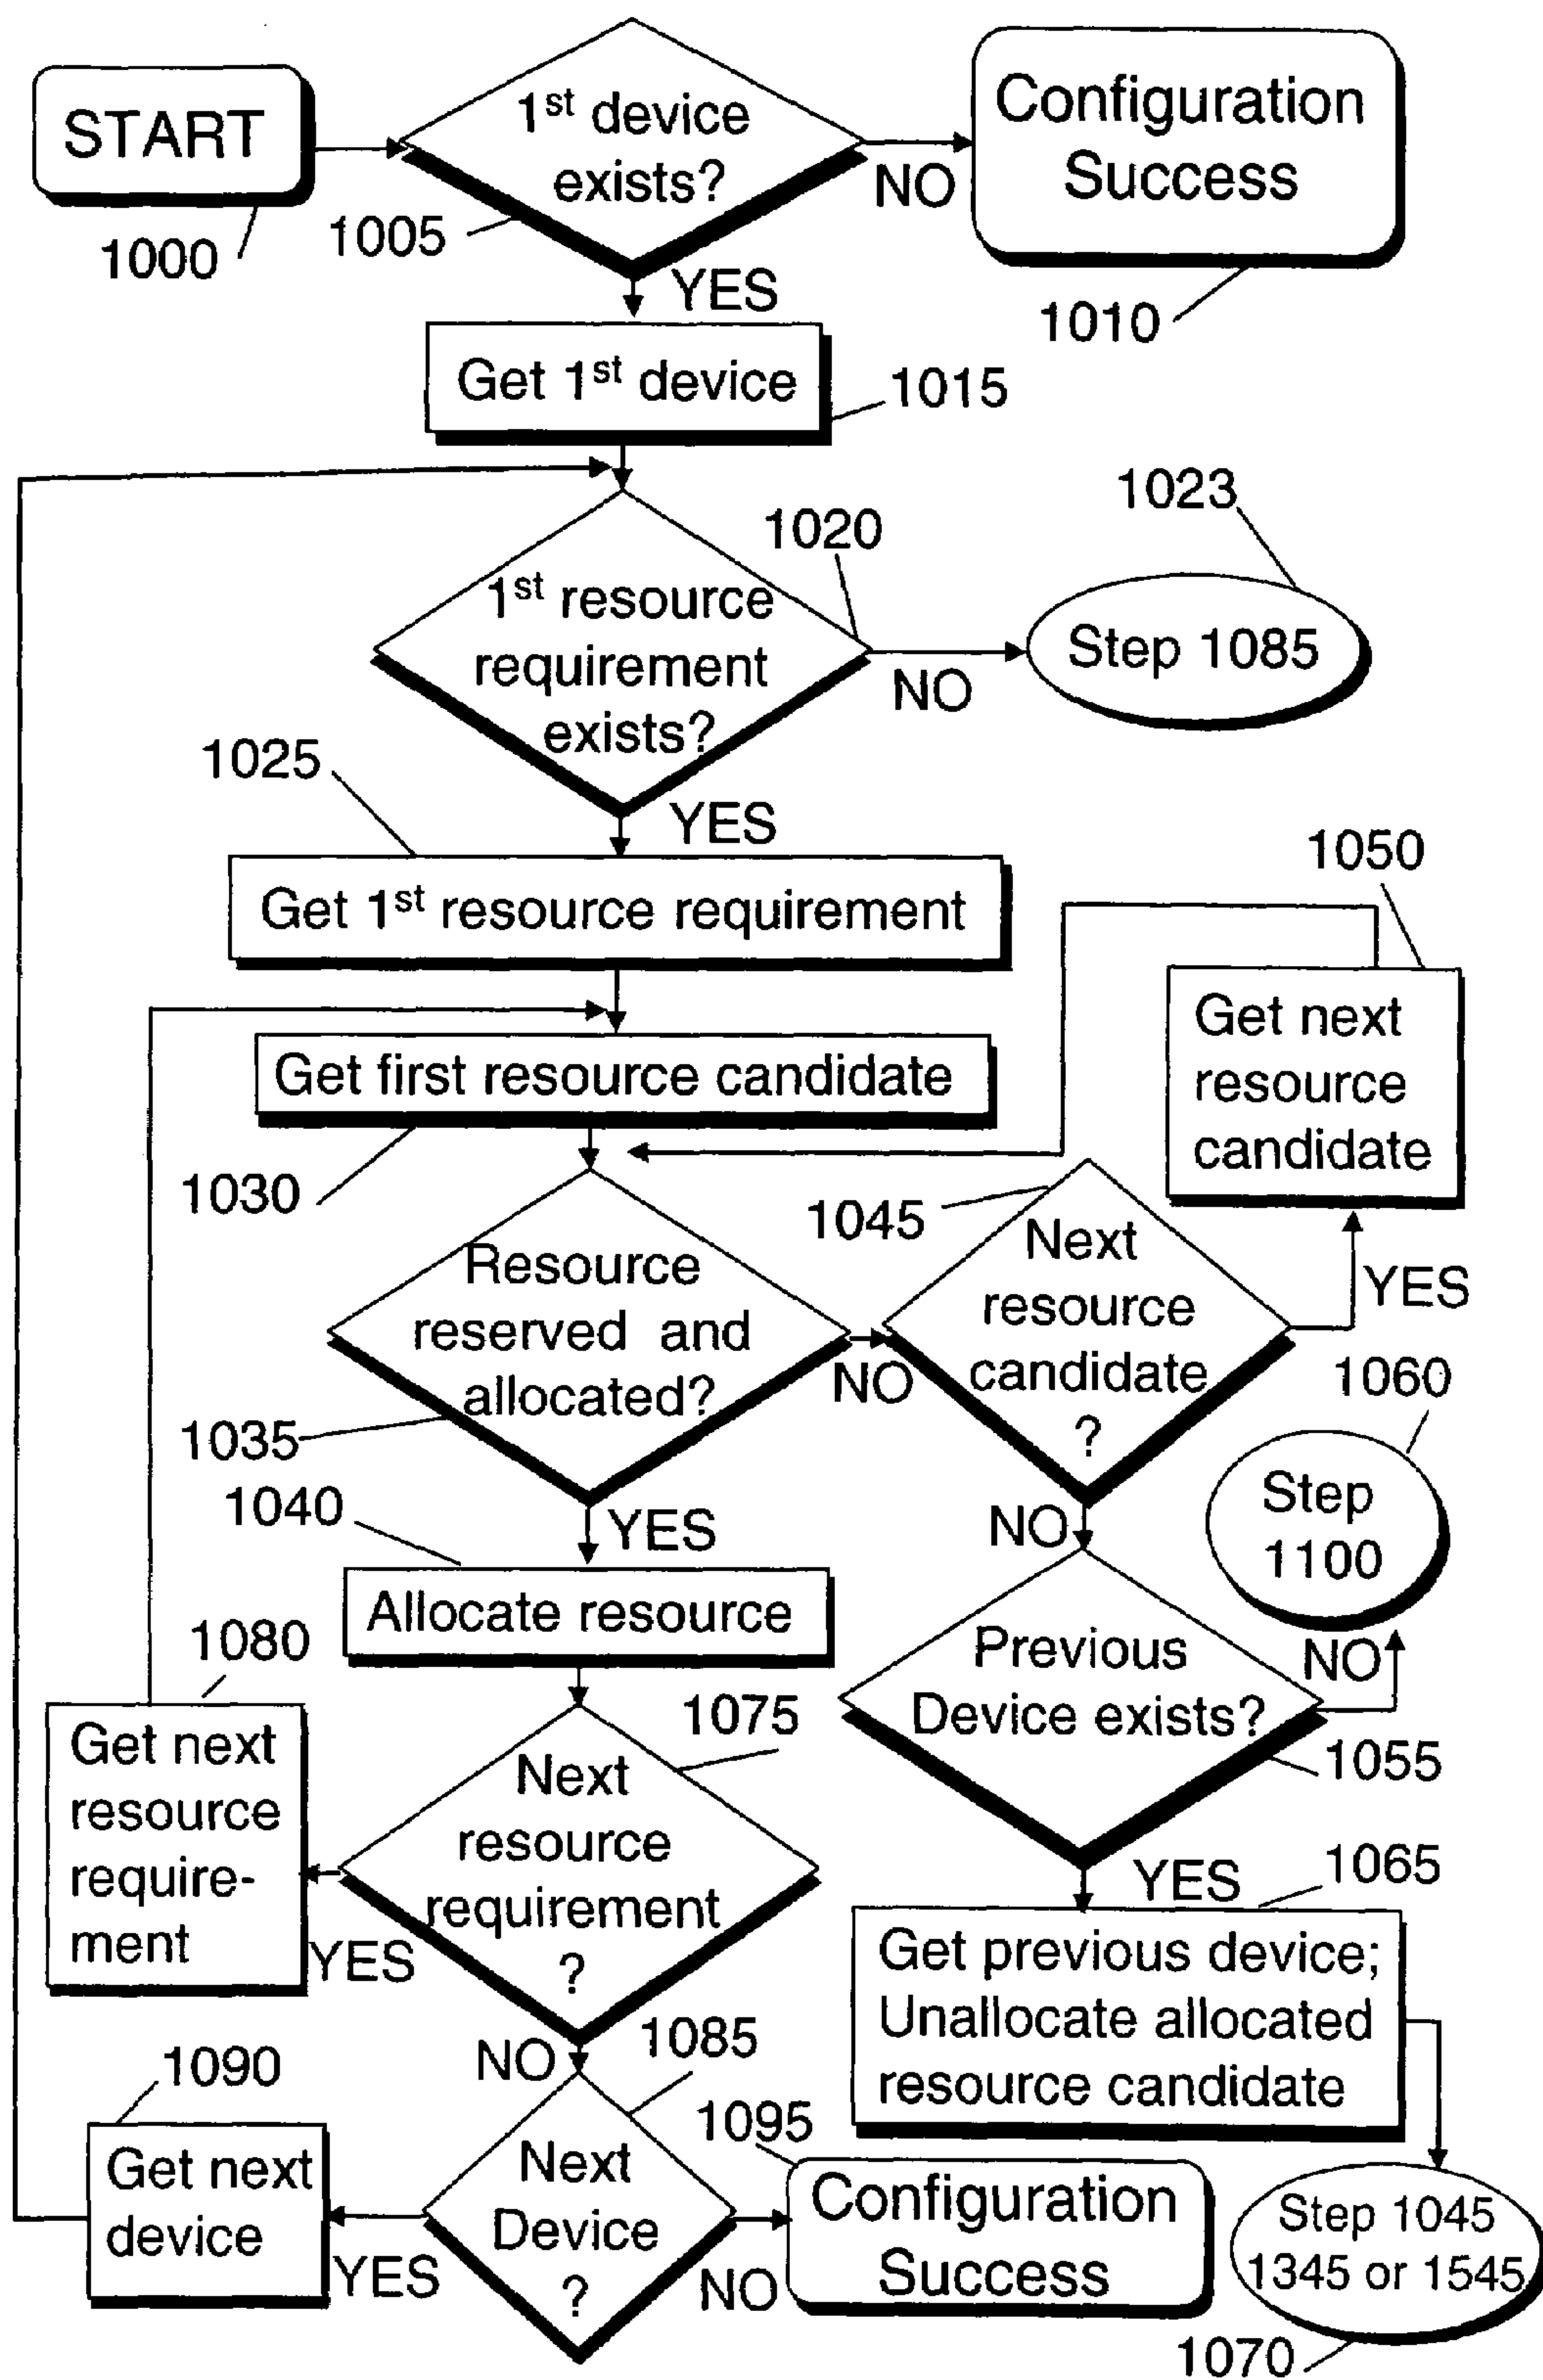 START
1000
1st device
exists?
1005
NO
Configuration
Success
1010
YES
Get 1st device
1015
1st resource
requirement
exists?
1020
NO
1023
Step 1085
YES
1025
Get 1st resource requirement
1050
Get next
resource
candidate
Get first resource candidate
1030
Resource
reserved and
allocated?
1035
NO
1045
Next
resource
candidate
?
YES
1060
Step
1100
NO
1040
YES
Allocate resource
Previous
Device exists?
NO
1055
1080
Get next
resource
require-
ment
1075
Next
resource
requirement
?
YES
YES
1065
Get previous device;
Unallocate allocated
resource candidate
NO
1085
1090
Get next
device
Next
Device
?
YES
NO
1095
Configuration
Success
Step 1045
1345 or 1545
1070